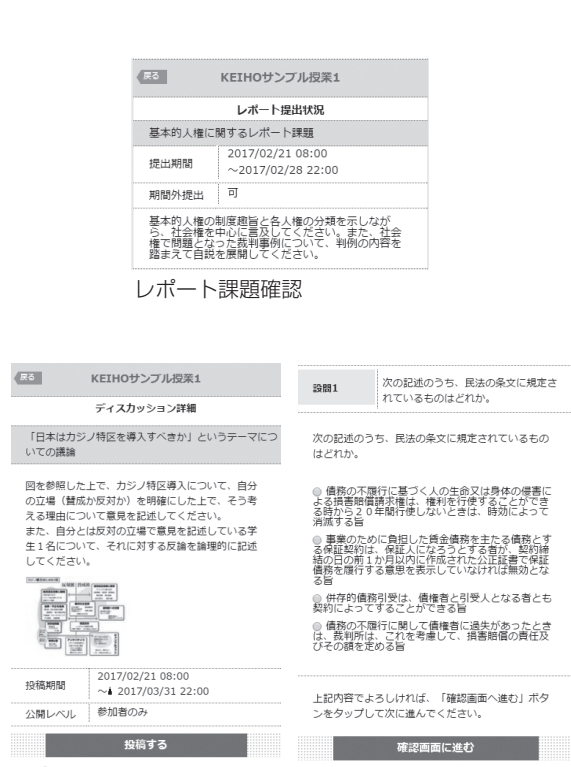 戻る
KEIHOサンプル授業1
レポート提出状況
基本的人権に関するレポート課題
提出期間
2017/02/21 08:00
～2017/02/28 22:00
期間外提出
可
基本的人権の制度趣旨と各人権の分類を示しなが
ら、社会権を中心に言及してください。また、社会
権で問題となった裁判事例について、判例の内容を
踏まえて自説を展開してください。
レポート課題確認
戻る
KEIHOサンプル授業1
ディスカッション詳細
「日本はカジノ特区を導入すべきか」というテーマにつ
いての議論
図を参照した上で、カジノ特区導入について、自分
の立場（賛成か反対か）を明確にした上で、そう考
える理由について意見を記述してください。
また、自分とは反対の立場で意見を記述している学
生１名について、それに対する反論を論理的に記述
してください。
投稿期間
2017/02/21 08:00
～ 2017/03/31 22:00
公開レベル
参加者のみ
投稿する
設問1
次の記述のうち、民法の条文に規定さ
れているものはどれか。
次の記述のうち、民法の条文に規定されているもの
はどれか。
債務の不履行に基づく人の生命又は身体の侵害に
よる損害賠償請求権は、権利を行使することができ
る時から２０年間行使しないときは、時効によって
消滅する旨
事業のために負担した賃金債務を主たる債務とす
る保証契約は、保証人になろうとする者が、契約締
結の日の前１か月以内に作成された公正証書で保証
債務を履行する意思を表示していなければ無効とな
る旨
併存的債務引受は、債権者と引受人となる者とも
契約によってすることができる旨
債務の不履行に関して債権者に過失があったとき
は、裁判所は、これを考慮して、損害賠償の責任及
びその額を定める旨
上記内容でよろしければ、「確認画面へ進む」ボタ
ンをタップして次に進んでください。
確認画面に進む